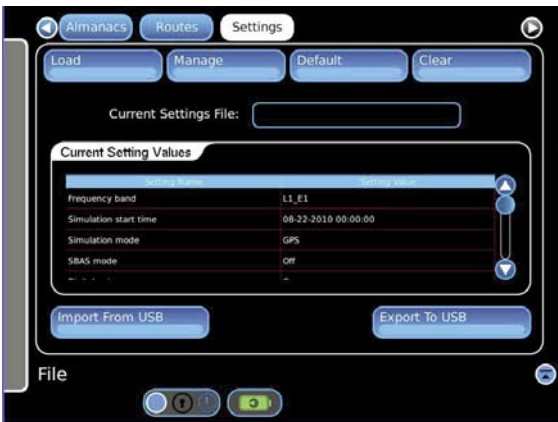 Almanacs Routes Settings
Load Manage Default Clear
Current Settings File:
Current Setting Values
Setting Name Setting Value
Frequency band L1_E1
Simulation start time 08-22-2010 00:00:00
Simulation mode GPS
SBAS mode Off
Import From USB Export To USB
File